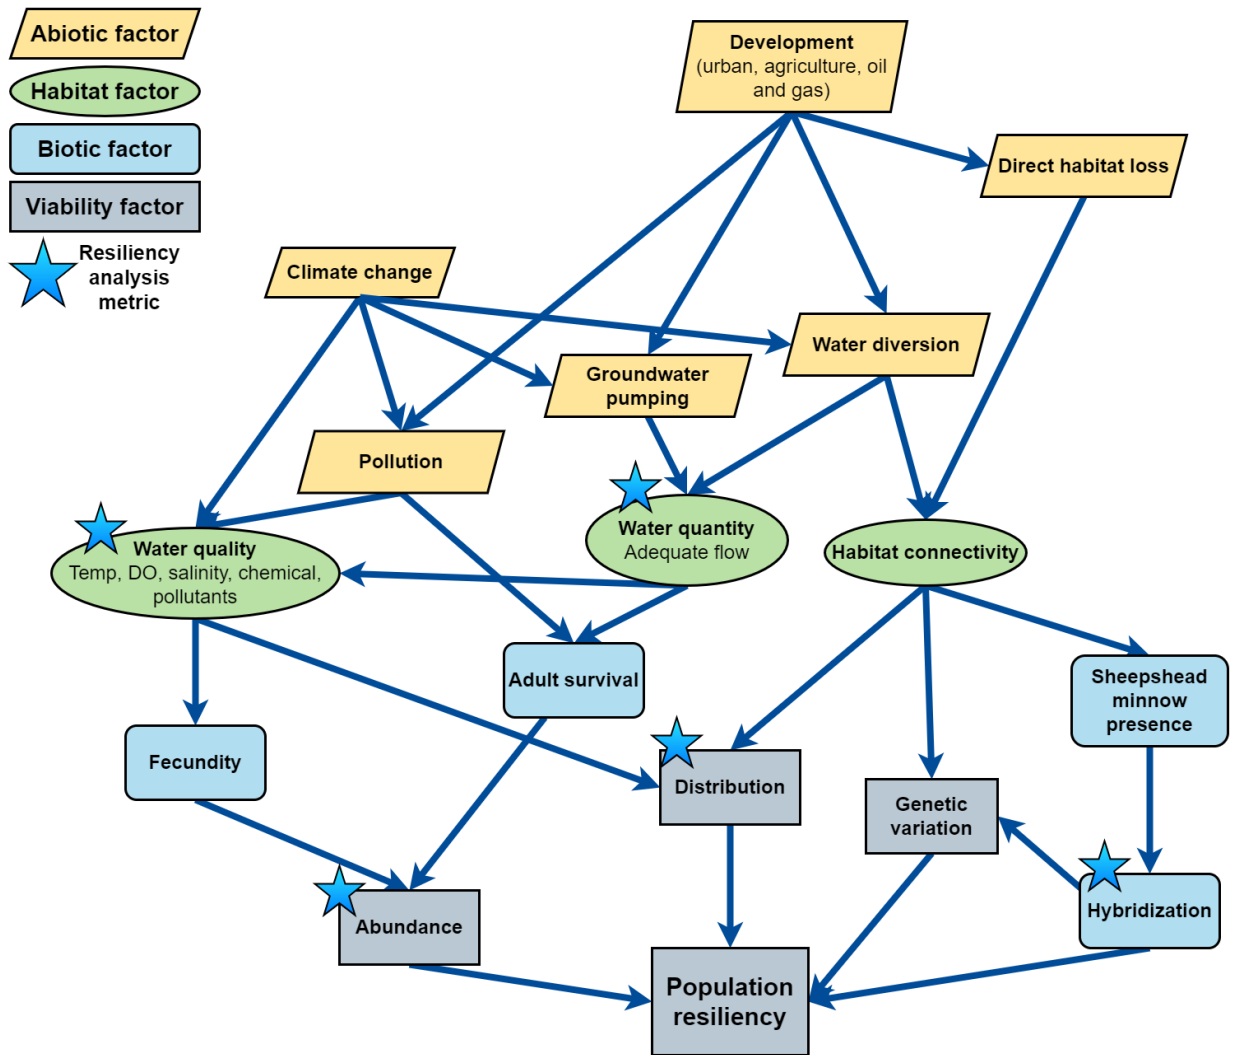 Abiotic factor
Habitat factor
Biotic factor
Viability factor
Resiliency
analysis
metric
Development
(urban, agriculture, oil
and gas)
Direct habitat loss
Climate change
Water diversion
Groundwater
pumping
Pollution
Water quantity
Adequate flow
Water quality
Temp, DO, salinity, chemical,
pollutants
Habitat connectivity
Adult survival
Sheepshead
minnow
presence
Fecundity
Distribution
Genetic
variation
Hybridization
Abundance
Population
resiliency